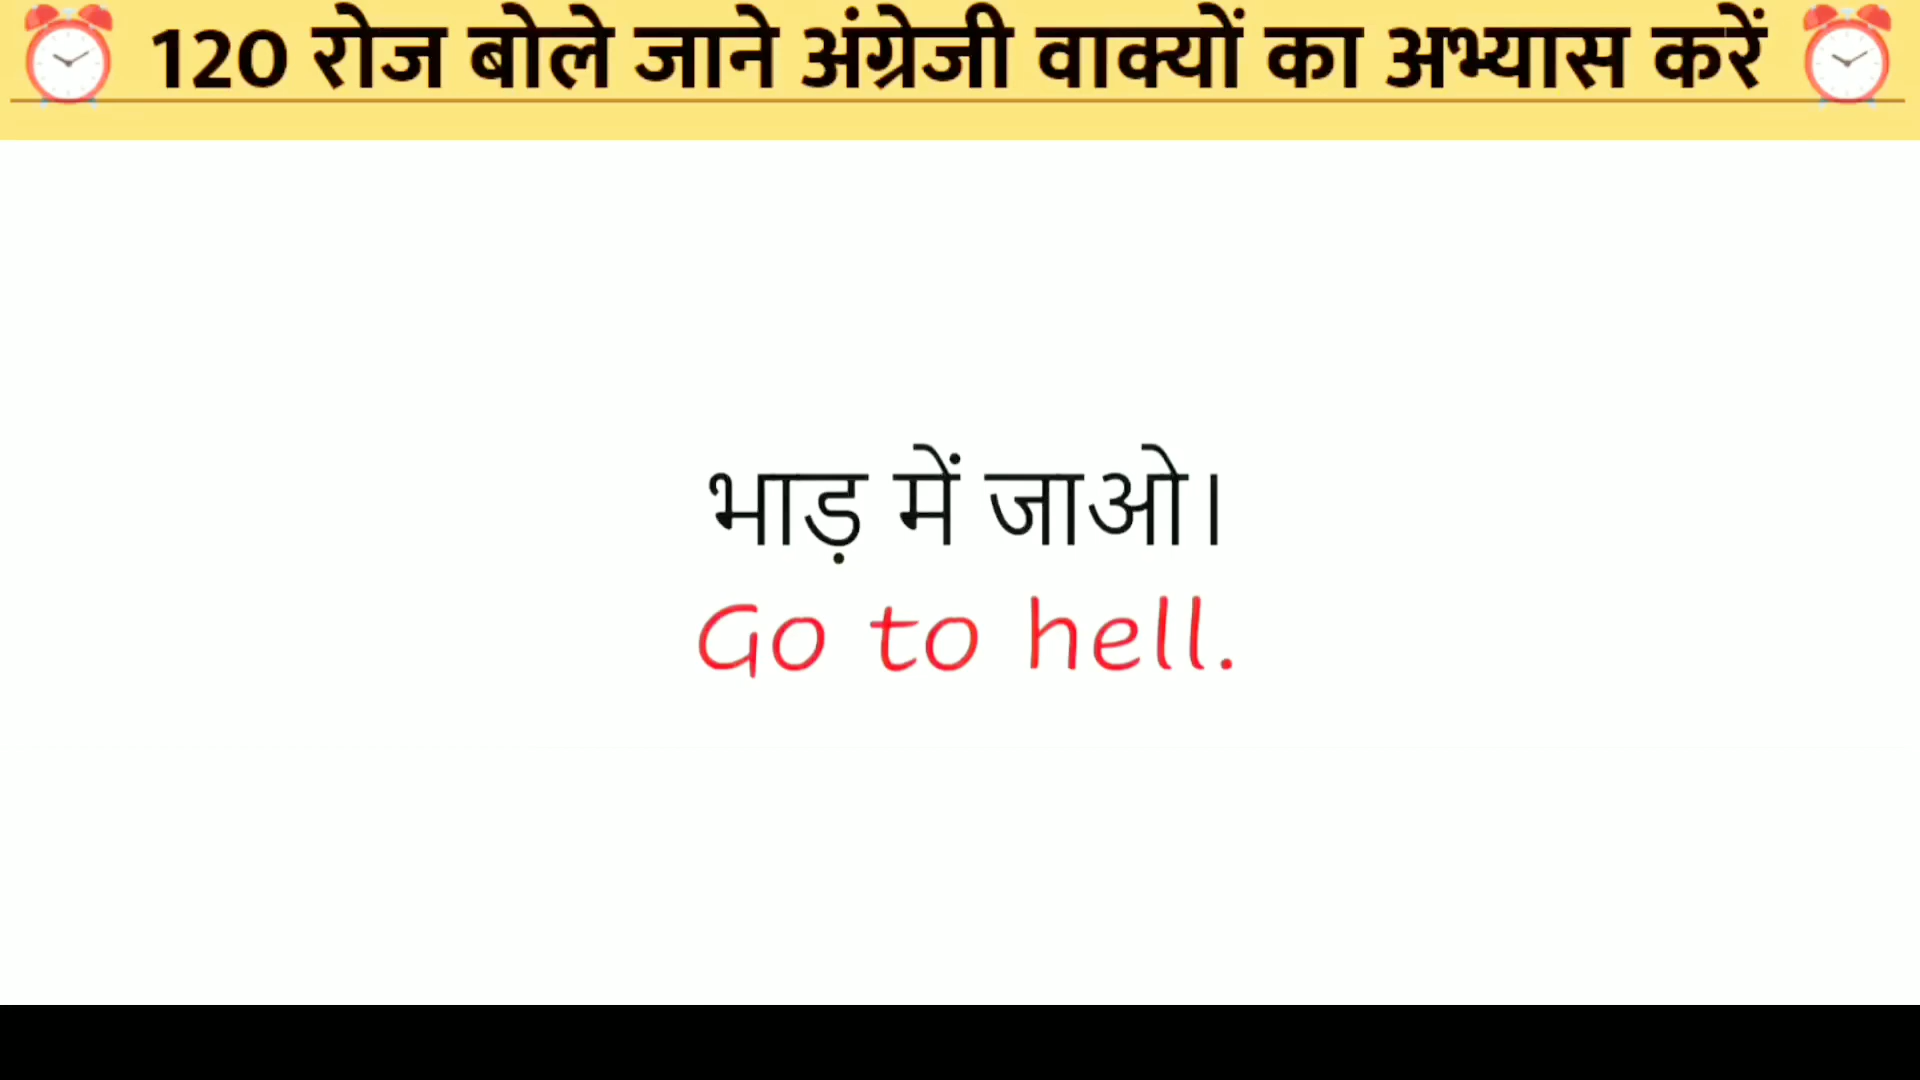 120 रोज बोले जाने अंग्रेजी वाक्यों का अभ्यास करें
भाड़ में जाओ।
Go to hell.